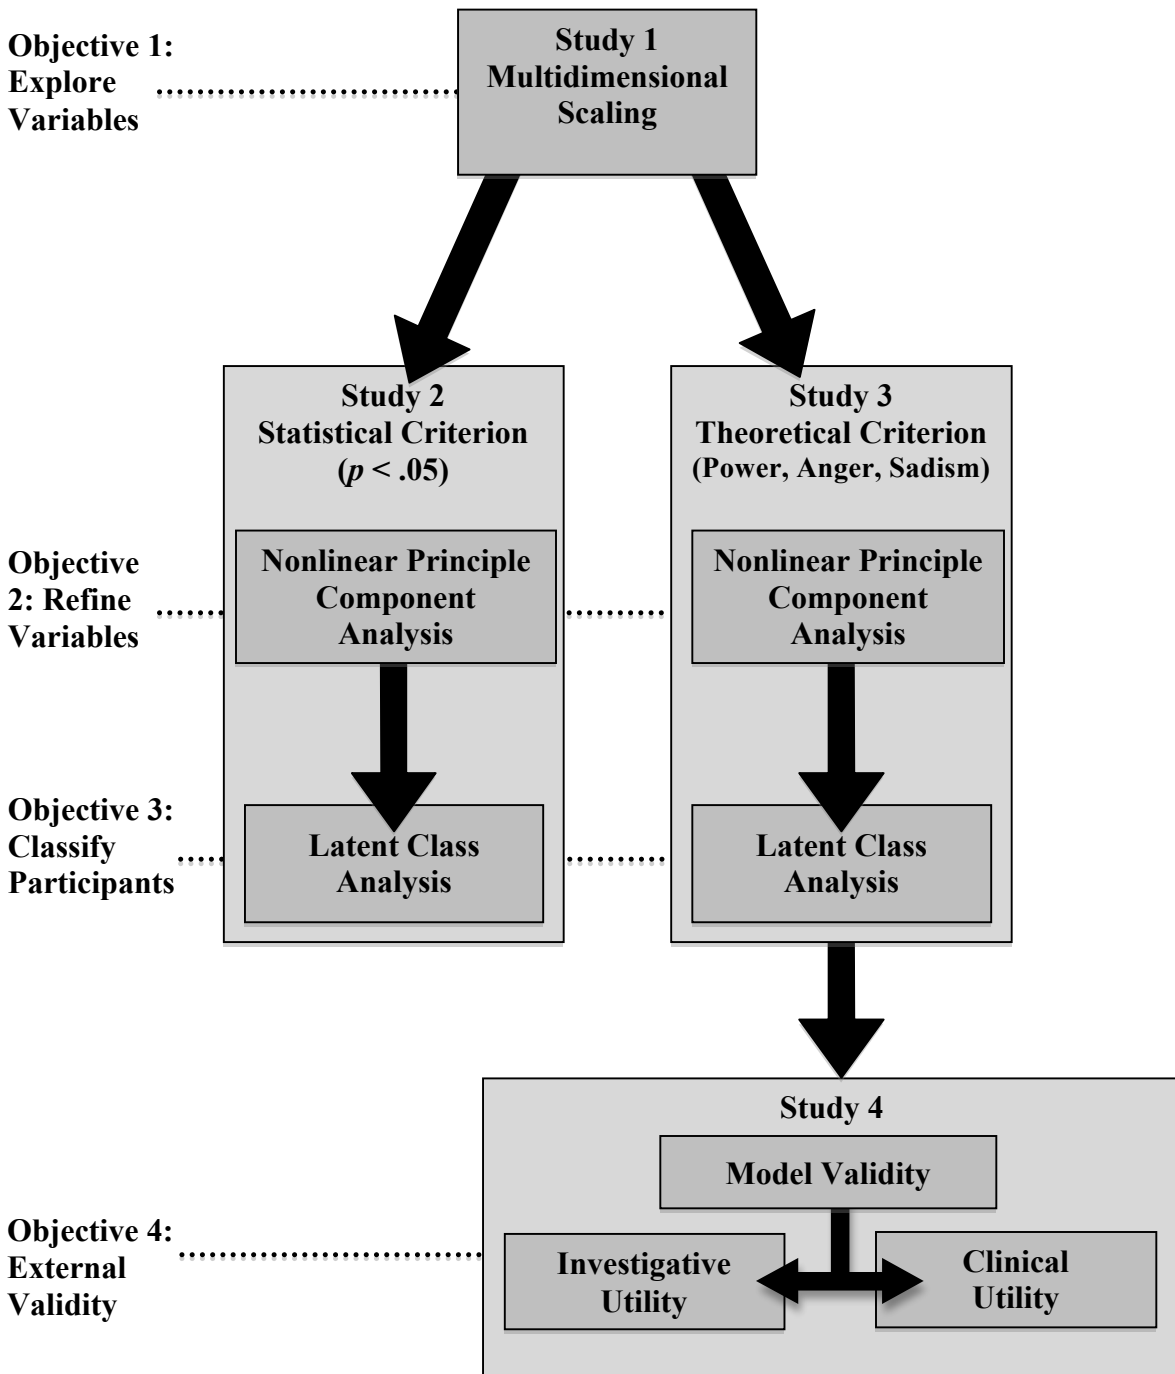 Objective 1:
Explore
Variables
Study 1
Multidimensional
Scaling
Study 2
Statistical Criterion
(p < .05)
Study 3
Theoretical Criterion
(Power, Anger, Sadism)
Objective
2: Refine
Variables
Nonlinear Principle
Component
Analysis
Nonlinear Principle
Component
Analysis
Objective 3:
Classify
Participants
Latent Class
Analysis
Latent Class
Analysis
Study 4
Model Validity
Objective 4:
External
Validity
Investigative
Utility
Clinical
Utility